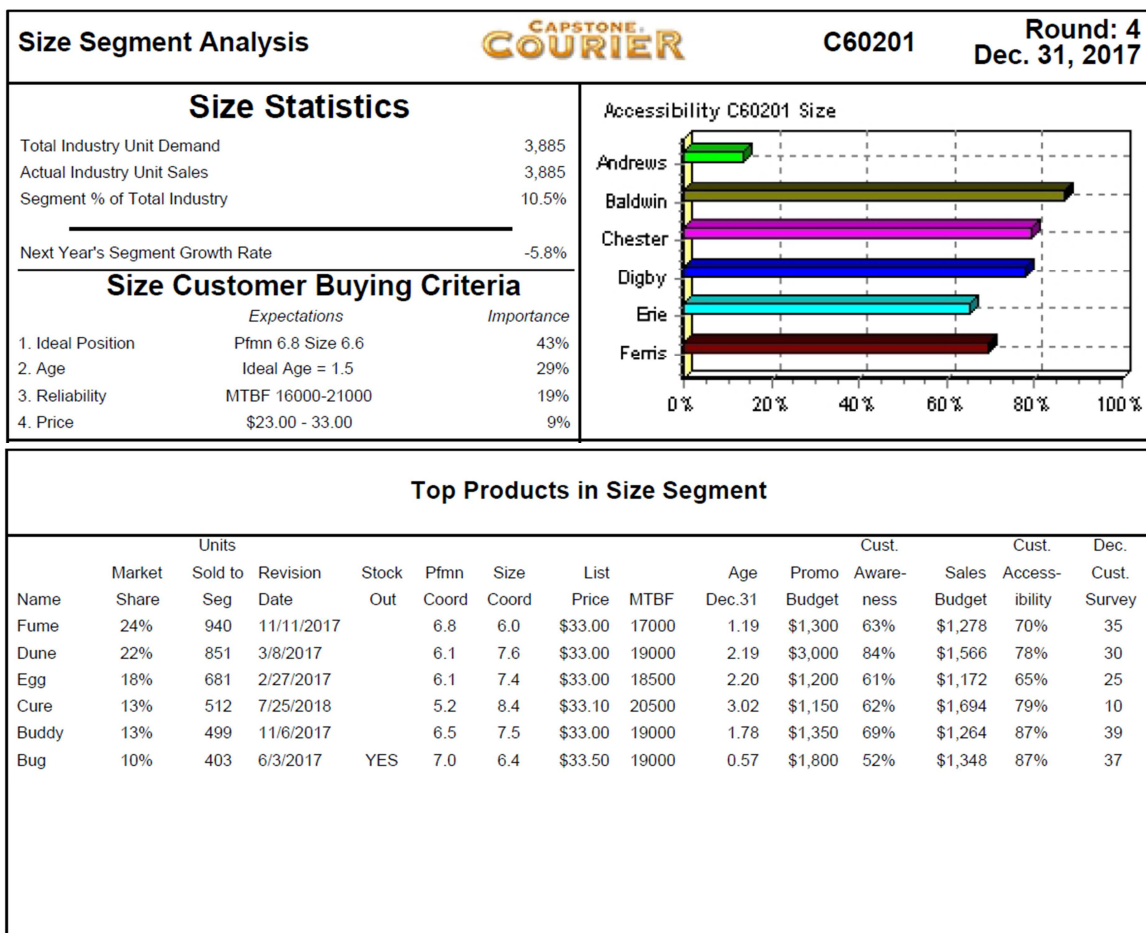 Size Segment Analysis
CAPSTONE®
COURIER
C60201
Round: 4
Dec. 31, 2017
Size Statistics
Total Industry Unit Demand 3,885
Actual Industry Unit Sales 3,885
Segment % of Total Industry 10.5%
Next Year's Segment Growth Rate -5.8%
Size Customer Buying Criteria
Expectations Importance
1. Ideal Position Pfmn 6.8 Size 6.6 43%
2. Age Ideal Age = 1.5 29%
3. Reliability MTBF 16000-21000 19%
4. Price $23.00 - 33.00 9%
Accessibility C60201 Size
Andrews
Baldwin
Chester
Digby
Erie
Ferris
0% 20% 40% 60% 80% 100%
Top Products in Size Segment
Units Cust. Cust. Dec.
Market Sold to Revision Stock Pfmn Size List Age Promo Aware- Sales Access- Cust.
Name Share Seg Date Out Coord Coord Price MTBF Dec.31 Budget ness Budget ibility Survey
Fume 24% 940 11/11/2017 6.8 6.0 $33.00 17000 1.19 $1,300 63% $1,278 70% 35
Dune 22% 851 3/8/2017 6.1 7.6 $33.00 19000 2.19 $3,000 84% $1,566 78% 30
Egg 18% 681 2/27/2017 6.1 7.4 $33.00 18500 2.20 $1,200 61% $1,172 65% 25
Cure 13% 512 7/25/2018 5.2 8.4 $33.10 20500 3.02 $1,150 62% $1,694 79% 10
Buddy 13% 499 11/6/2017 6.5 7.5 $33.00 19000 1.78 $1,350 69% $1,264 87% 39
Bug 10% 403 6/3/2017 YES 7.0 6.4 $33.50 19000 0.57 $1,800 52% $1,348 87% 37